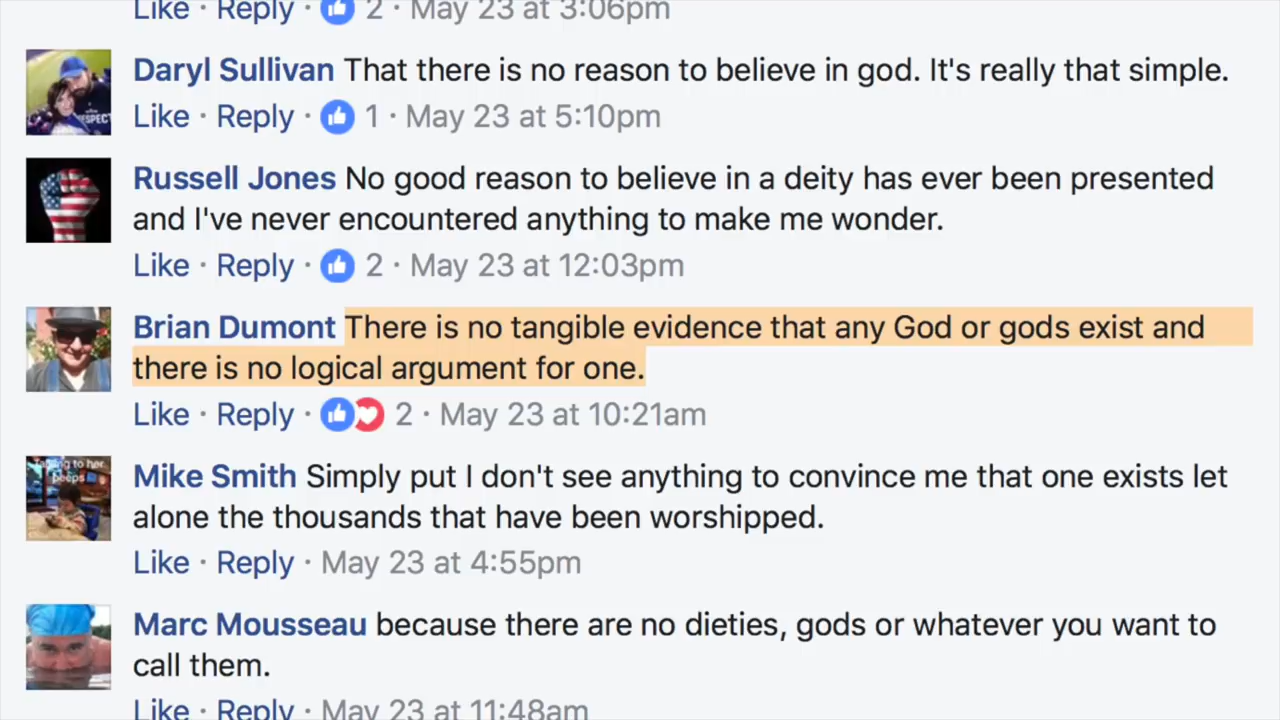 Like · Reply · 2 · May 23 at 3:06pm
Daryl Sullivan That there is no reason to believe in god. It's really that simple.
Like · Reply · 1 · May 23 at 5:10pm
Russell Jones No good reason to believe in a deity has ever been presented
and I've never encountered anything to make me wonder.
Like · Reply · 2 · May 23 at 12:03pm
Brian Dumont There is no tangible evidence that any God or gods exist and
there is no logical argument for one.
Like · Reply · 2 · May 23 at 10:21am
to her
peeps
Mike Smith Simply put I don't see anything to convince me that one exists let
alone the thousands that have been worshipped.
Like · Reply · May 23 at 4:55pm
Marc Mousseau because there are no dieties, gods or whatever you want to
call them.
Like · Reply · May 23 at 11:48am